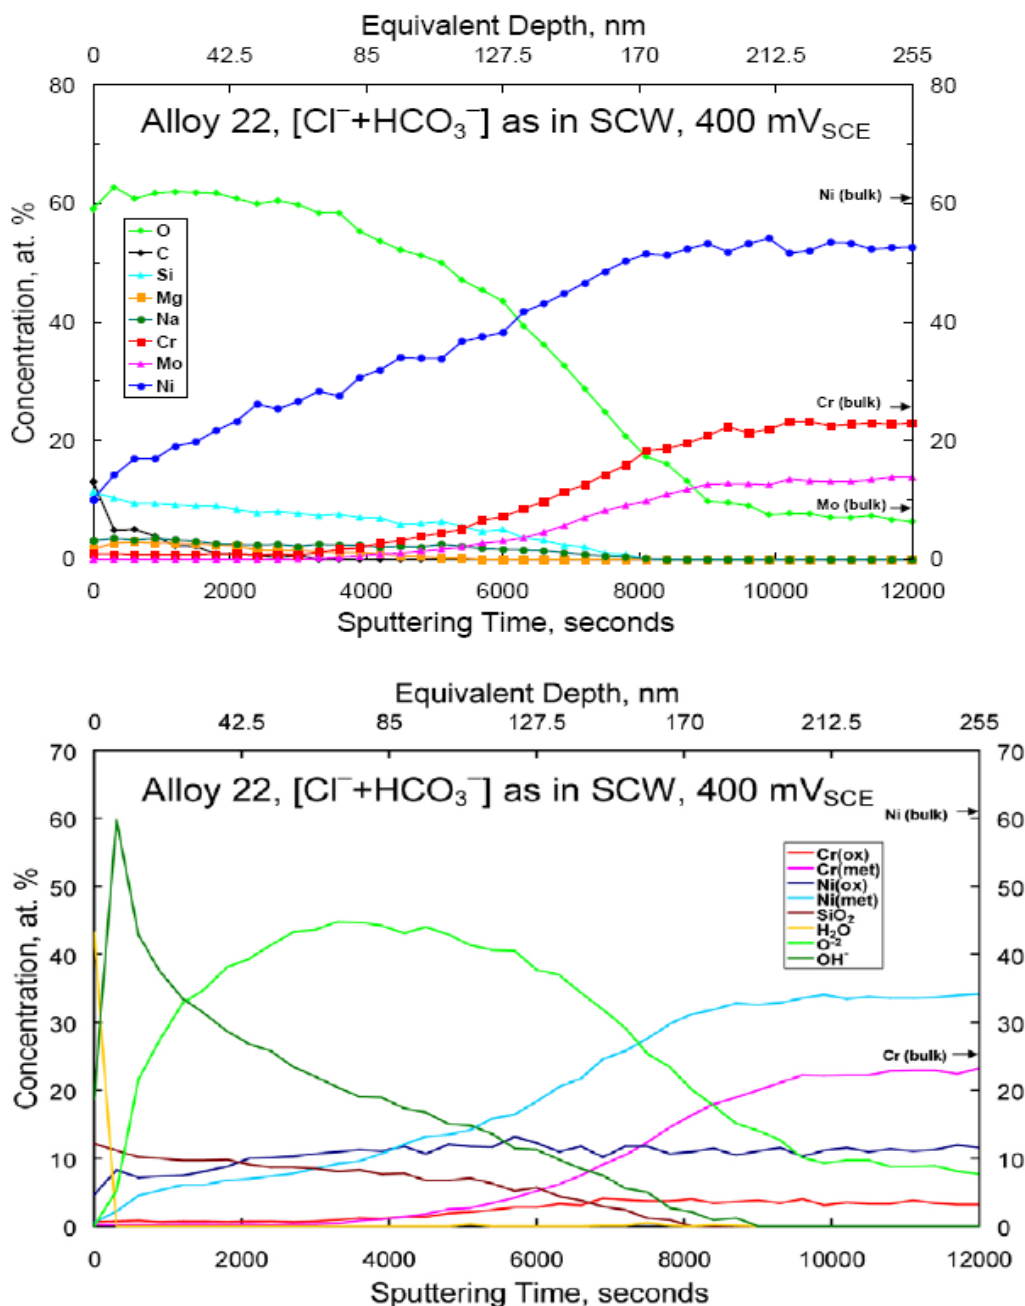 Equivalent Depth, nm
0 42.5 85 127.5 170 212.5 255
80 80
Alloy 22, [Cl⁻+HCO₃⁻] as in SCW, 400 mV_SCE
Ni (bulk)
60 60
O
C
Si
Mg
Na
Cr
Mo
Ni
Concentration, at. %
40 40
Cr (bulk)
20 20
Mo (bulk)
0 0
0 2000 4000 6000 8000 10000 12000
Sputtering Time, seconds
Equivalent Depth, nm
0 42.5 85 127.5 170 212.5 255
70 70
Alloy 22, [Cl⁻+HCO₃⁻] as in SCW, 400 mV_SCE
Ni (bulk)
60 60
Cr(ox)
Cr(met)
Ni(ox)
Ni(met)
SiO₂
H₂O
O⁻²
OH⁻
50 50
Concentration, at. %
40 40
30 30
Cr (bulk)
20 20
10 10
0 0
0 2000 4000 6000 8000 10000 12000
Sputtering Time, seconds